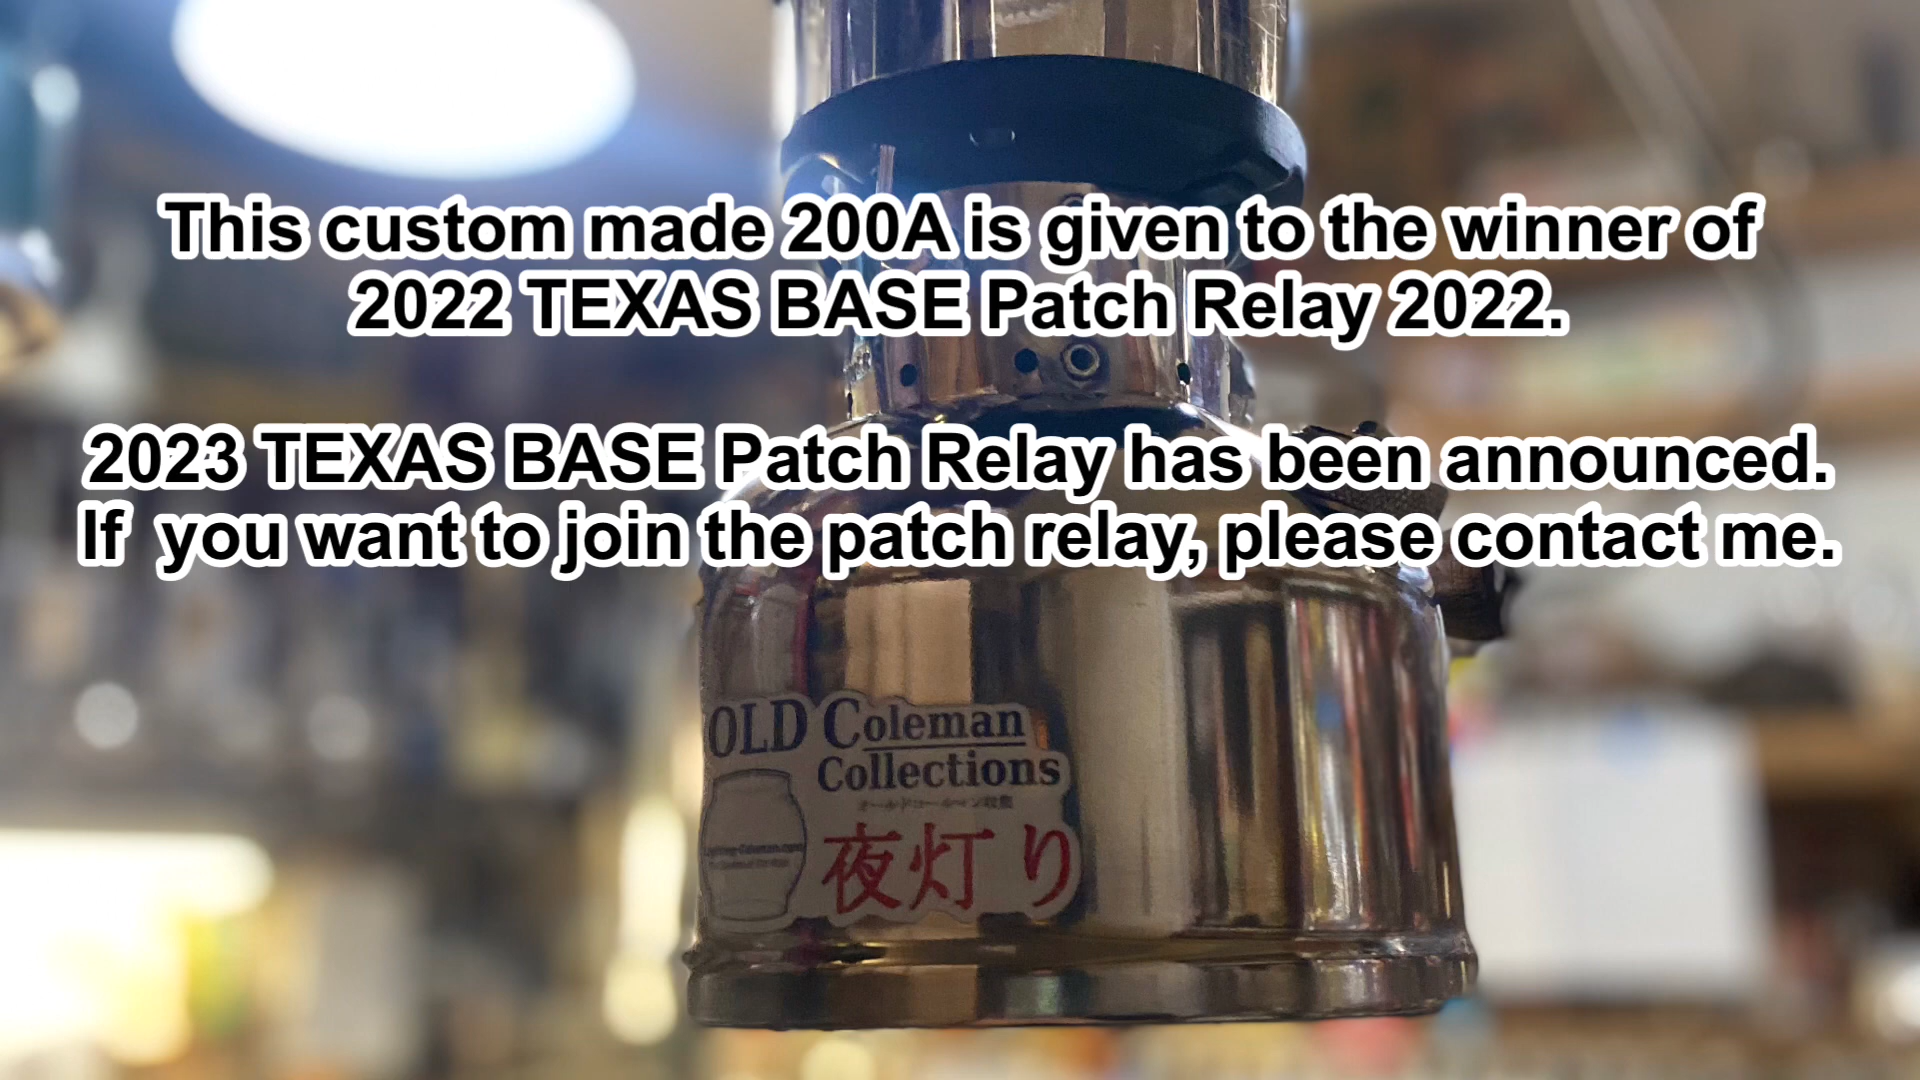 This custom made 200A is given to the winner of
2022 TEXAS BASE Patch Relay 2022.
2023 TEXAS BASE Patch Relay has been announced.
If  you want to join the patch relay, please contact me.
OLD Coleman
Collections
夜灯り